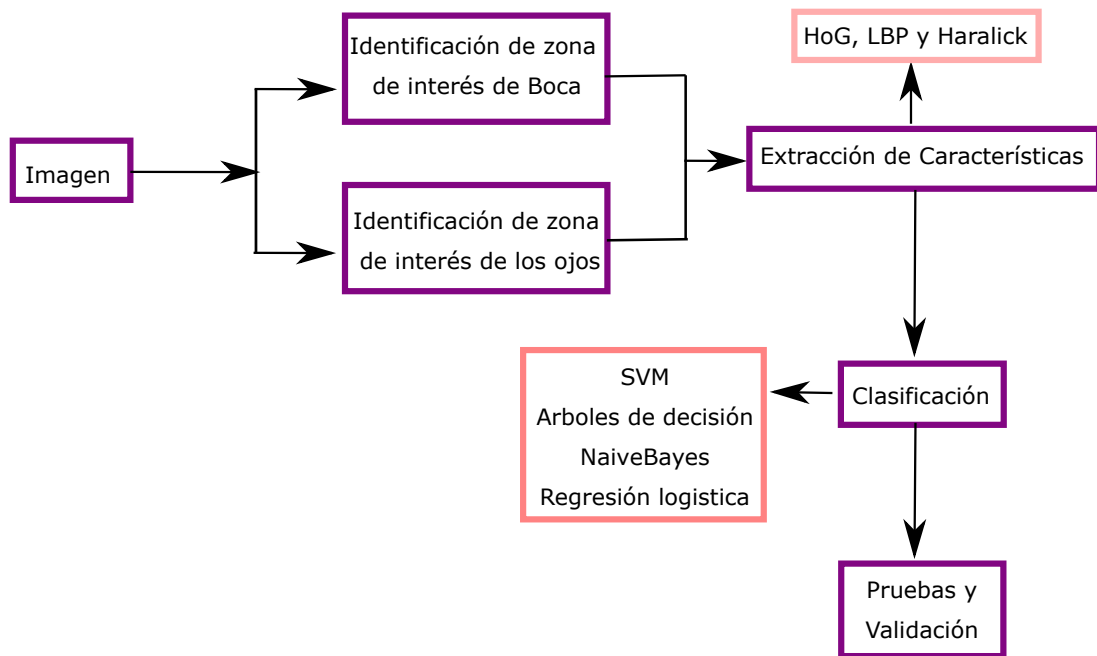 Imagen
Identificación de zona
de interés de Boca
Identificación de zona
de interés de los ojos
HoG, LBP y Haralick
Extracción de Característíficas
SVM
Arboles de decisión
NaiveBayes
Regresión logistica
Clasificación
Pruebas y
Validación